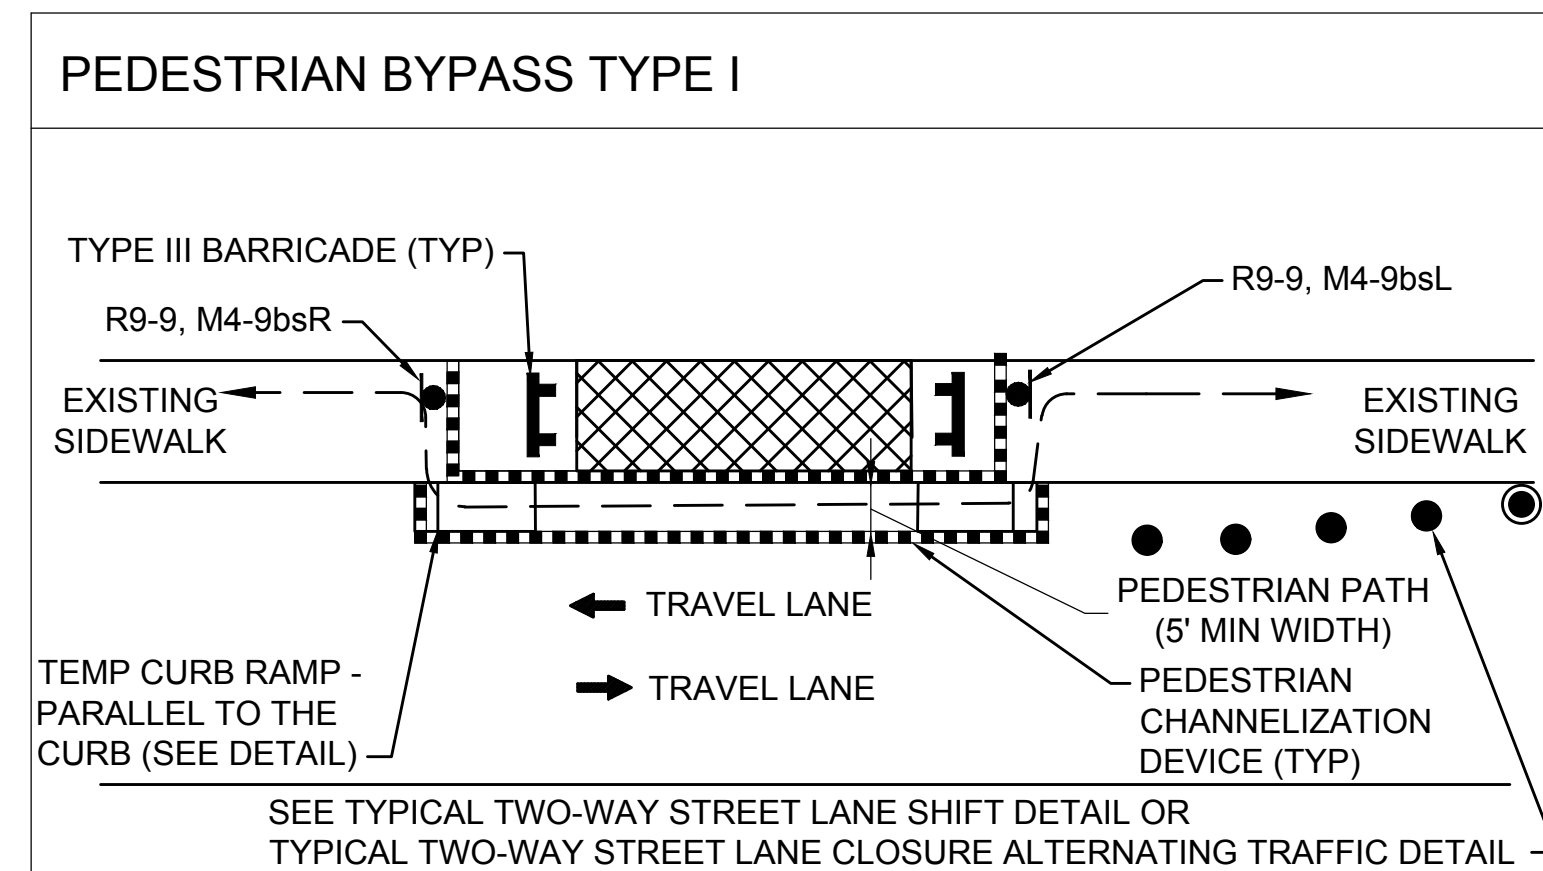 PEDESTRIAN BYPASS TYPE I
TYPE III BARRICADE (TYP)
R9-9, M4-9bsR
R9-9, M4-9bsL
EXISTING
SIDEWALK
EXISTING
SIDEWALK
TRAVEL LANE
TRAVEL LANE
PEDESTRIAN PATH
(5' MIN WIDTH)
TEMP CURB RAMP -
PARALLEL TO THE
CURB (SEE DETAIL)
PEDESTRIAN
CHANNELIZATION
DEVICE (TYP)
SEE TYPICAL TWO-WAY STREET LANE SHIFT DETAIL OR
TYPICAL TWO-WAY STREET LANE CLOSURE ALTERNATING TRAFFIC DETAIL